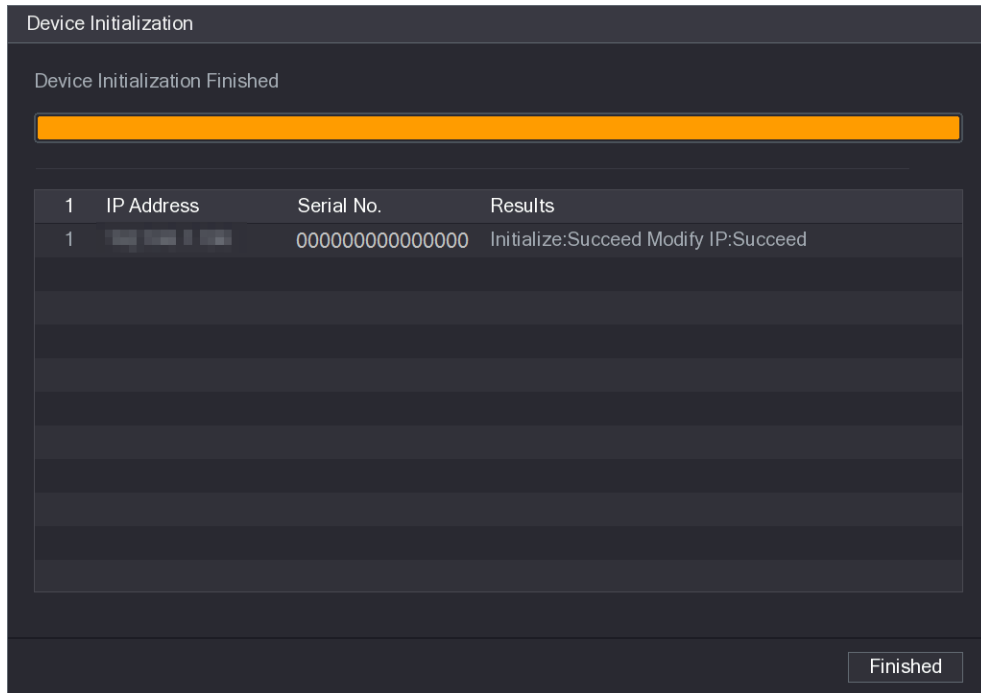 Device Initialization
Device Initialization Finished
1 IP Address Serial No. Results
1 000000000000000 Initialize:Succeed Modify IP:Succeed
Finished